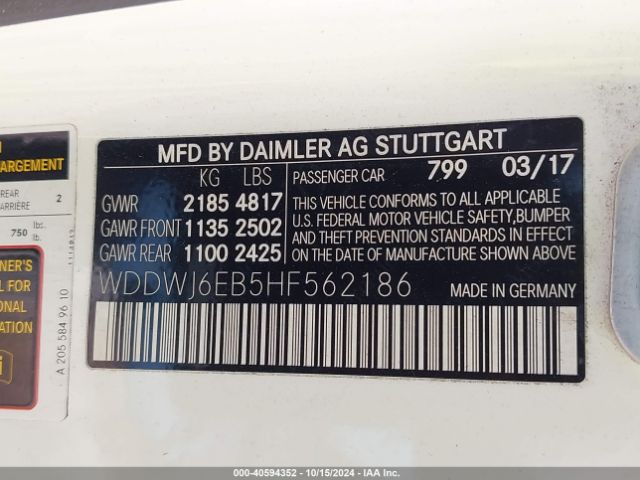 ARGEMENT
REAR
ARRIÈRE 2
750 lbs.
lb.
NER'S
L FOR
ONAL
ATION
i
A 205 584 96 10
MFD BY DAIMLER AG STUTTGART
KG LBS
GVWR 2185 4817
GAWR FRONT 1135 2502
GAWR REAR 1100 2425
PASSENGER CAR 799 03/17
THIS VEHICLE CONFORMS TO ALL APPLICABLE
U.S. FEDERAL MOTOR VEHICLE SAFETY,BUMPER
AND THEFT PREVENTION STANDARDS IN EFFECT
ON THE DATE OF MANUFACTURE SHOWN ABOVE
WDDWJ6EB5HF562186 MADE IN GERMANY
000-40594352 - 10/15/2024 - IAA Inc.